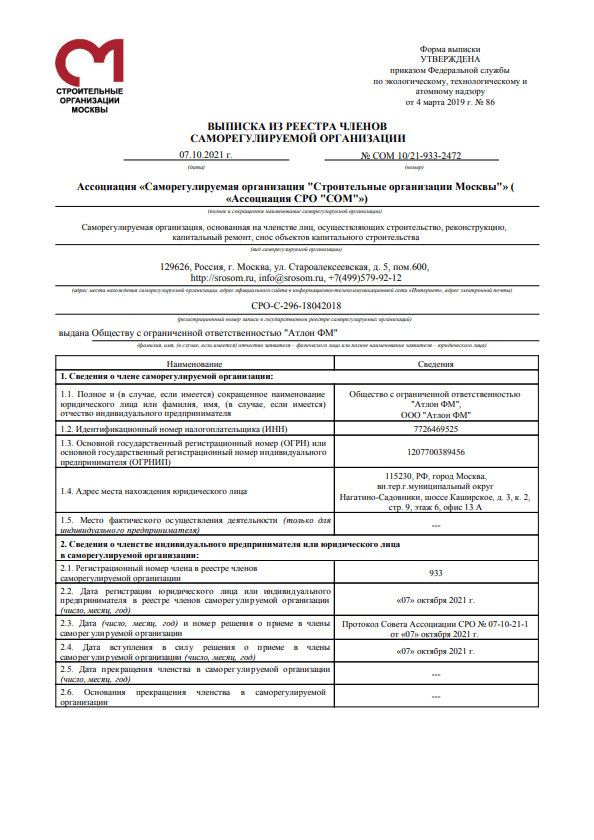 СТРОИТЕЛЬНЫЕ
ОРГАНИЗАЦИИ
МОСКВЫ
Форма выписки
УТВЕРЖДЕНА
приказом Федеральной службы
по экологическому, технологическому и
атомному надзору
от 4 марта 2019 г. № 86
ВЫПИСКА ИЗ РЕЕСТРА ЧЛЕНОВ
САМОРЕГУЛИРУЕМОЙ ОРГАНИЗАЦИИ
07.10.2021 г. № СОМ 10/21-933-2472
(дата) (номер)
Ассоциация «Саморегулируемая организация "Строительные организации Москвы"» (
«Ассоциация СРО "СОМ"»)
(полное и сокращенное наименование саморегулируемой организации)
Саморегулируемая организация, основанная на членстве лиц, осуществляющих строительство, реконструкцию,
капитальный ремонт, снос объектов капитального строительства
(вид саморегулируемой организации)
129626, Россия, г. Москва, ул. Староалексеевская, д. 5, пом.600,
http://srosom.ru, info@srosom.ru, +7(499)579-92-12
(адрес места нахождения саморегулируемой организации, адрес официального сайта в информационно-телекоммуникационной сети «Интернет», адрес электронной почты)
СРО-С-296-18042018
(регистрационный номер записи в государственном реестре саморегулируемых организаций)
выдана Обществу с ограниченной ответственностью "Атлон ФМ"
(фамилия, имя, (в случае, если имеется) отчество заявителя – физического лица или полное наименование заявителя – юридического лица)
Наименование Сведения
1. Сведения о члене саморегулируемой организации:
1.1. Полное и (в случае, если имеется) сокращенное наименование
юридического лица или фамилия, имя, (в случае, если имеется)
отчество индивидуального предпринимателя
Общество с ограниченной ответственностью
"Атлон ФМ",
ООО "Атлон ФМ"
1.2. Идентификационный номер налогоплательщика (ИНН) 7726469525
1.3. Основной государственный регистрационный номер (ОГРН) или
основной государственный регистрационный номер индивидуального
предпринимателя (ОГРНИП)
1207700389456
1.4. Адрес места нахождения юридического лица
115230, РФ, город Москва,
вн.тер.г.муниципальный округ
Нагатино-Садовники, шоссе Каширское, д. 3, к. 2,
стр. 9, этаж 6, офис 13 А
1.5. Место фактического осуществления деятельности (только для
индивидуального предпринимателя)
---
2. Сведения о членстве индивидуального предпринимателя или юридического лица
в саморегулируемой организации:
2.1. Регистрационный номер члена в реестре членов
саморегулируемой организации
933
2.2. Дата регистрации юридического лица или индивидуального
предпринимателя в реестре членов саморегулируемой организации
(число, месяц, год)
«07» октября 2021 г.
2.3. Дата (число, месяц, год) и номер решения о приеме в члены
саморегулируемой организации
Протокол Совета Ассоциации СРО № 07-10-21-1
от «07» октября 2021 г.
2.4. Дата вступления в силу решения о приеме в члены
саморегулируемой организации (число, месяц, год)
«07» октября 2021 г.
2.5. Дата прекращения членства в саморегулируемой организации
(число, месяц, год)
---
2.6. Основания прекращения членства в саморегулируемой
организации
---